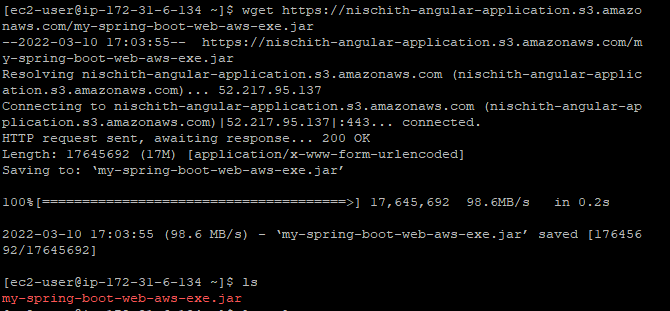 [ec2-user@ip-172-31-6-134 ~]$ wget https://nischith-angular-application.s3.amazo
naws.com/my-spring-boot-web-aws-exe.jar
--2022-03-10 17:03:55--  https://nischith-angular-application.s3.amazonaws.com/m
y-spring-boot-web-aws-exe.jar
Resolving nischith-angular-application.s3.amazonaws.com (nischith-angular-applic
ation.s3.amazonaws.com)... 52.217.95.137
Connecting to nischith-angular-application.s3.amazonaws.com (nischith-angular-ap
plication.s3.amazonaws.com)|52.217.95.137|:443... connected.
HTTP request sent, awaiting response... 200 OK
Length: 17645692 (17M) [application/x-www-form-urlencoded]
Saving to: ‘my-spring-boot-web-aws-exe.jar’
100%[======================================>] 17,645,692  98.6MB/s   in 0.2s
2022-03-10 17:03:55 (98.6 MB/s) - ‘my-spring-boot-web-aws-exe.jar’ saved [176456
92/17645692]
[ec2-user@ip-172-31-6-134 ~]$ ls
my-spring-boot-web-aws-exe.jar